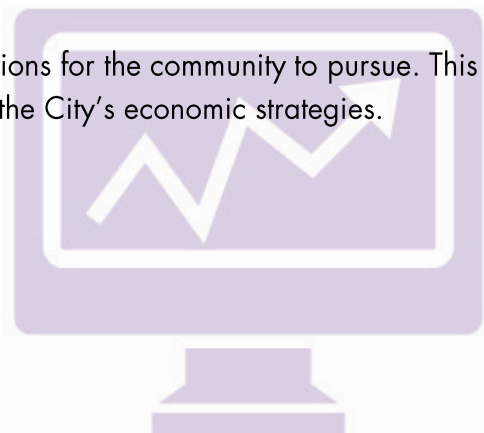 ions for the community to pursue. This
the City's economic strategies.